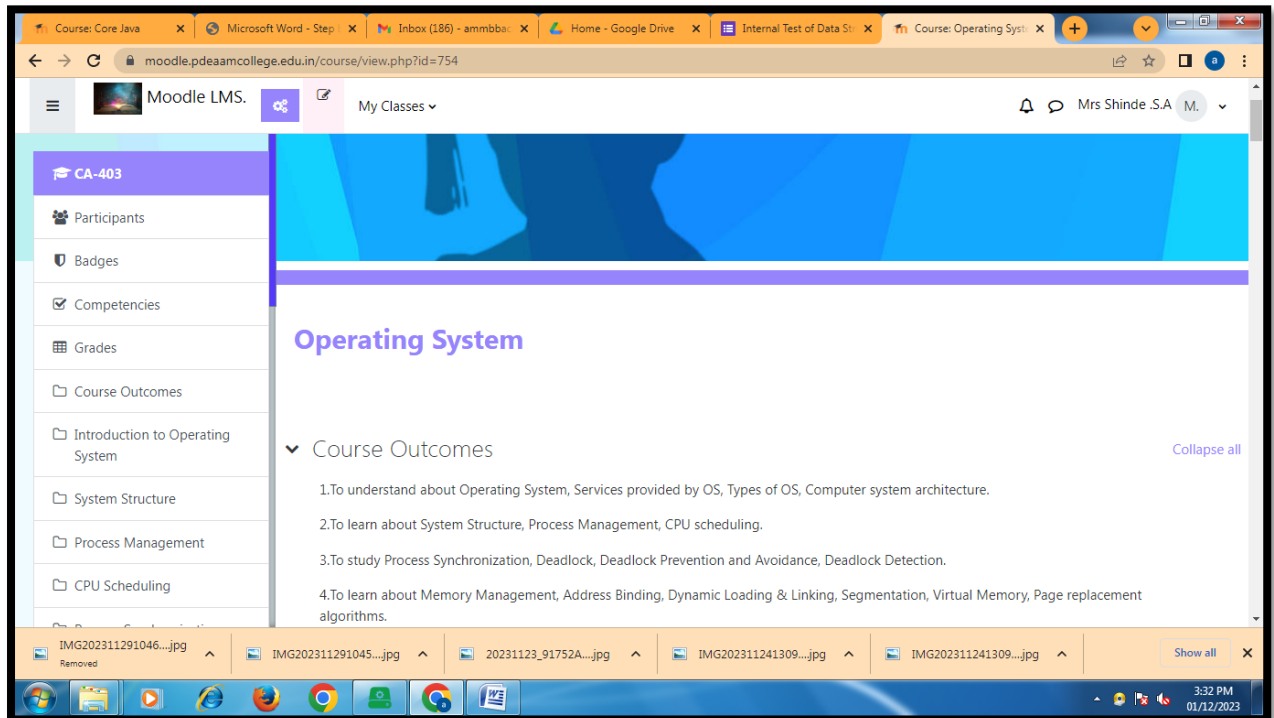 Course: Core Java
Microsoft Word - Step
Inbox (186) - ammbbac
Home - Google Drive
Internal Test of Data St
Course: Operating Syst
moodle.pdeaamcollege.edu.in/course/view.php?id=754
a
Moodle LMS.
My Classes
Mrs Shinde .S.A
M.
CA-403
Participants
Badges
Competencies
Grades
Course Outcomes
Introduction to Operating
System
System Structure
Process Management
CPU Scheduling
Operating System
Course Outcomes
Collapse all
1.To understand about Operating System, Services provided by OS, Types of OS, Computer system architecture.
2.To learn about System Structure, Process Management, CPU scheduling.
3.To study Process Synchronization, Deadlock, Deadlock Prevention and Avoidance, Deadlock Detection.
4.To learn about Memory Management, Address Binding, Dynamic Loading & Linking, Segmentation, Virtual Memory, Page replacement
algorithms.
IMG202311291046....jpg
Removed
IMG202311291045....jpg
20231123_91752A....jpg
IMG202311241309....jpg
IMG202311241309....jpg
Show all
3:32 PM
01/12/2023